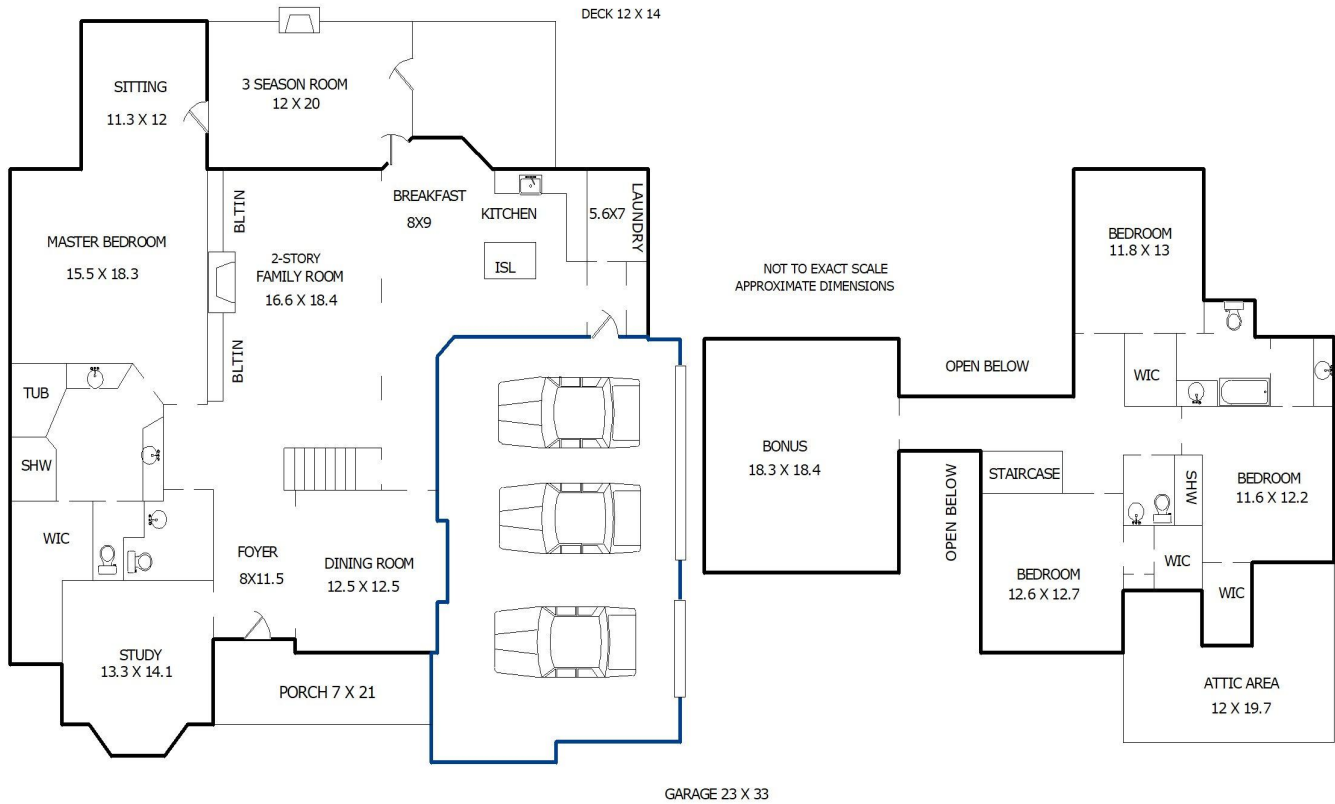 DECK 12 X 14
SITTING
11.3 X 12
3 SEASON ROOM
12 X 20
MASTER BEDROOM
15.5 X 18.3
BLTIN
BLTIN
2-STORY
FAMILY ROOM
16.6 X 18.4
BREAKFAST
8X9
KITCHEN
ISL
5.6X7
LAUNDRY
TUB
SHW
WIC
FOYER
8X11.5
DINING ROOM
12.5 X 12.5
STUDY
13.3 X 14.1
PORCH 7 X 21
GARAGE 23 X 33
NOT TO EXACT SCALE
APPROXIMATE DIMENSIONS
BEDROOM
11.8 X 13
OPEN BELOW
WIC
BONUS
18.3 X 18.4
OPEN BELOW
STAIRCASE
SHW
BEDROOM
11.6 X 12.2
BEDROOM
12.6 X 12.7
WIC
WIC
ATTIC AREA
12 X 19.7